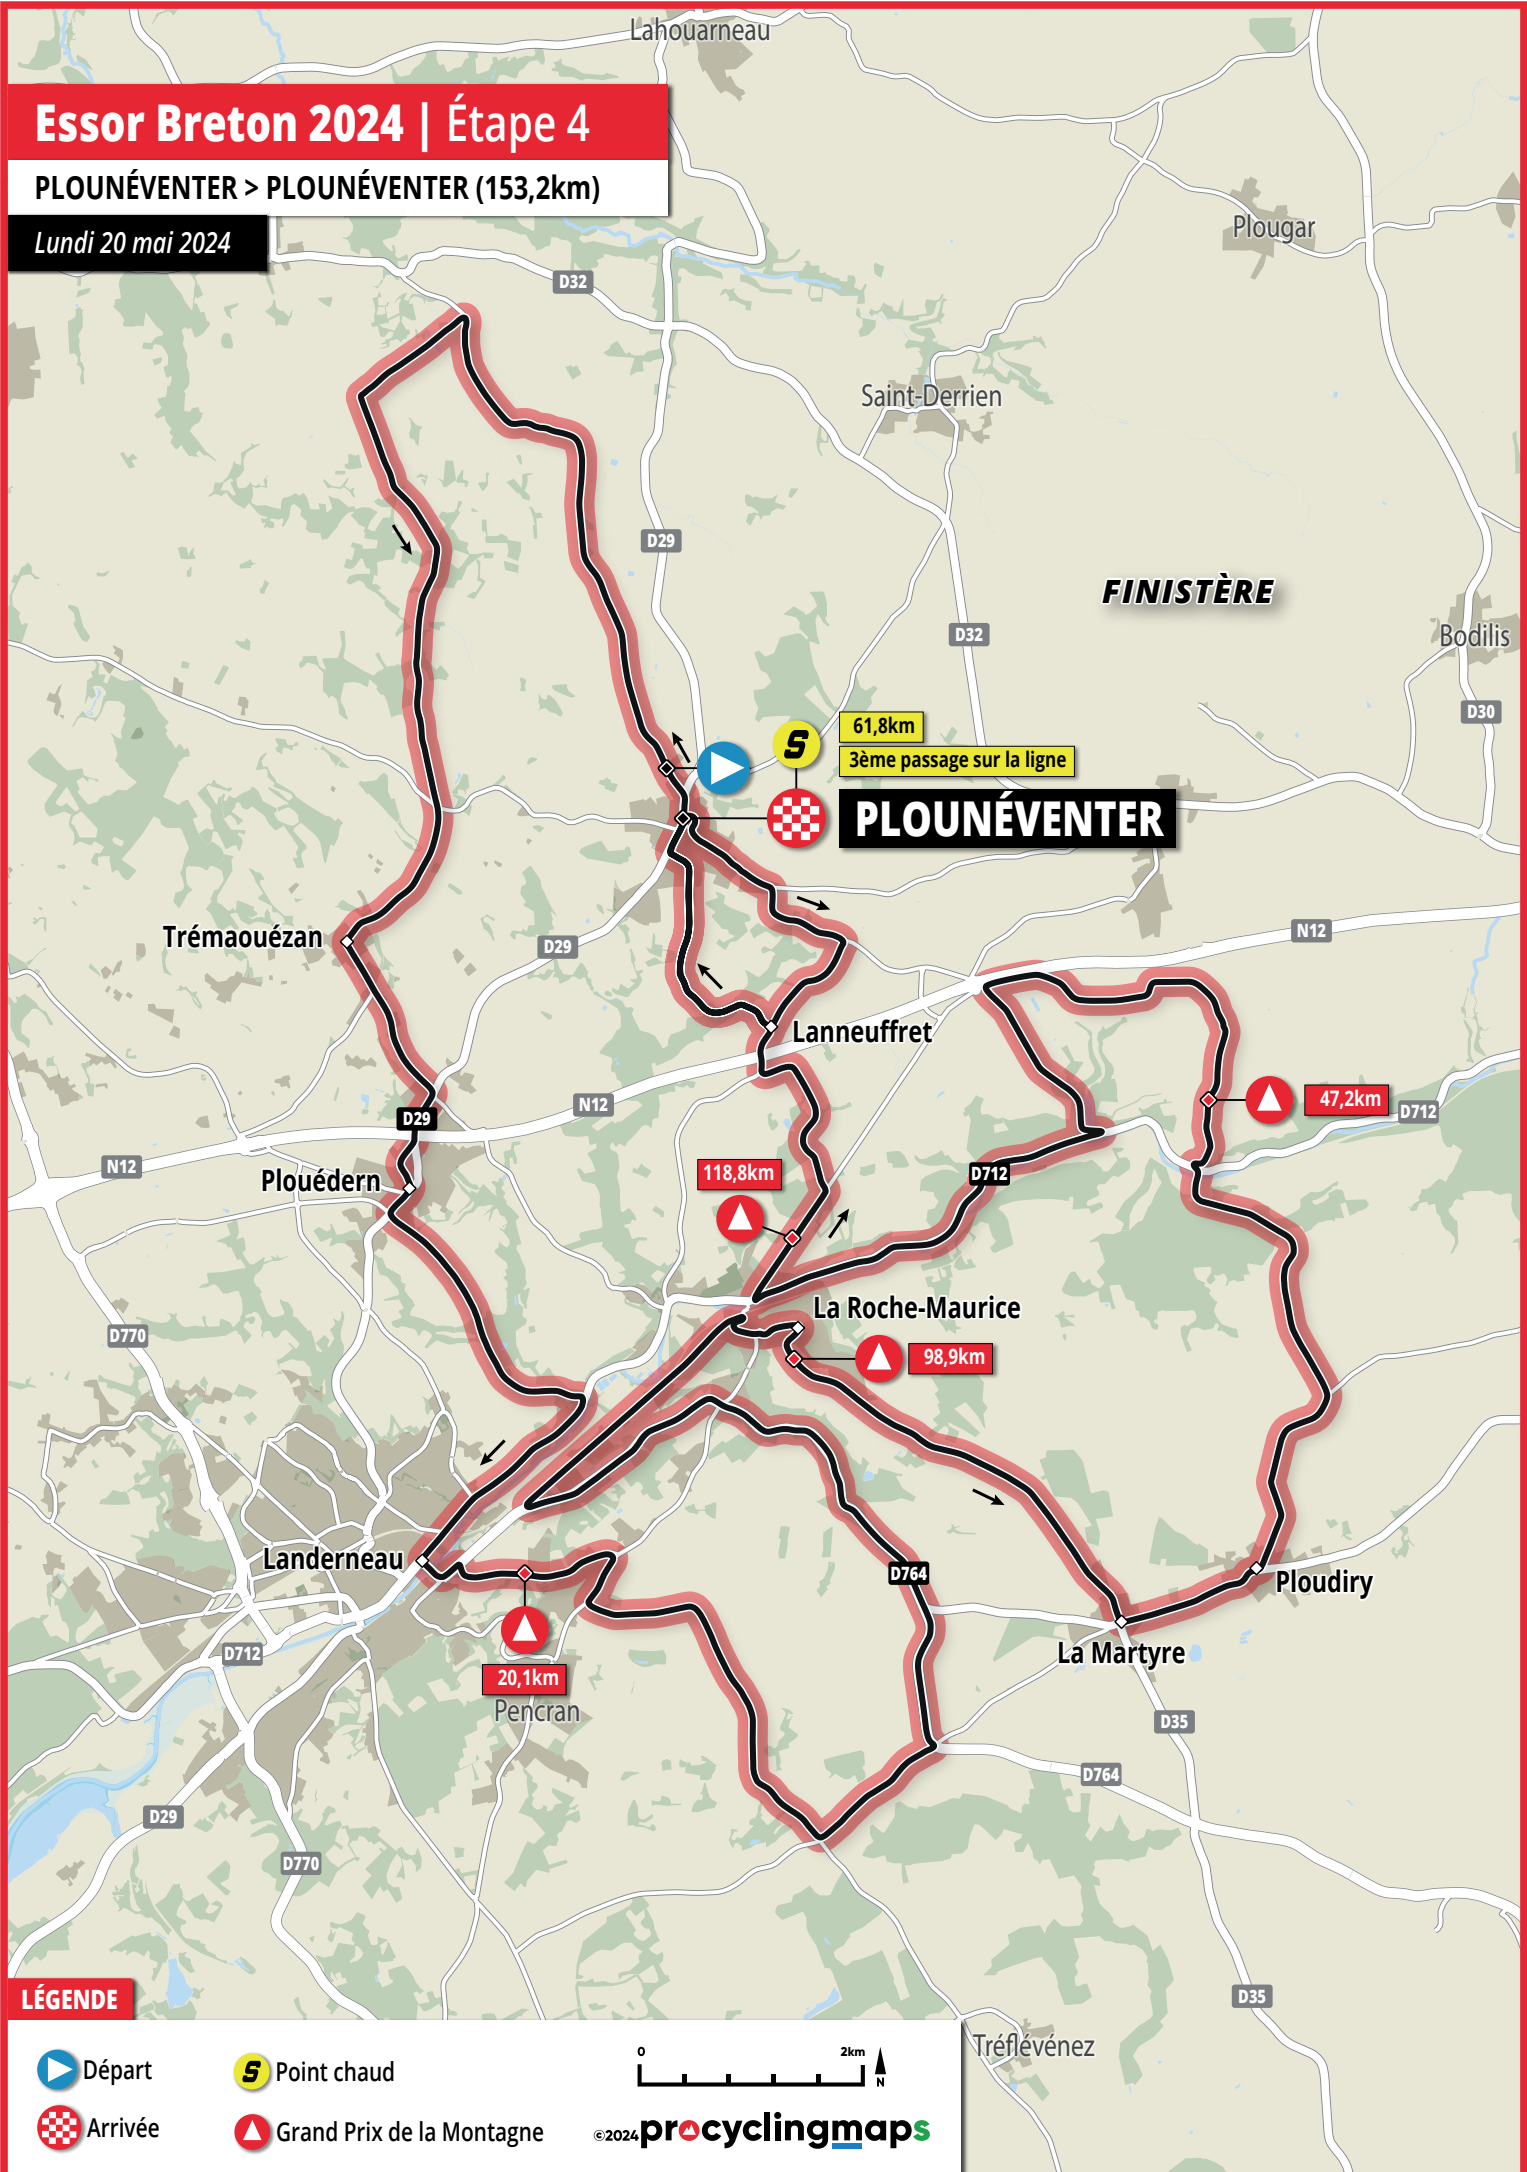 Lahouarneau
Essor Breton 2024 | Étape 4
PLOUNÉVENTER > PLOUNÉVENTER (153,2km)
Lundi 20 mai 2024
Plougar
D32
Saint-Derrien
D29
FINISTÈRE
D32
Bodilis
D30
S
61,8km
3ème passage sur la ligne
PLOUNÉVENTER
Trémaouézan
D29
N12
Lanneuffret
D29
N12
47,2km
D712
N12
Plouédern
118,8km
D712
La Roche-Maurice
D770
98,9km
Landerneau
D764
Ploudiry
D712
La Martyre
20,1km
Pencran
D35
D764
D29
D770
D35
LÉGENDE
Tréflévénez
Départ
S Point chaud
0 2km
N
Arrivée
Grand Prix de la Montagne
©2024 procyclingmaps